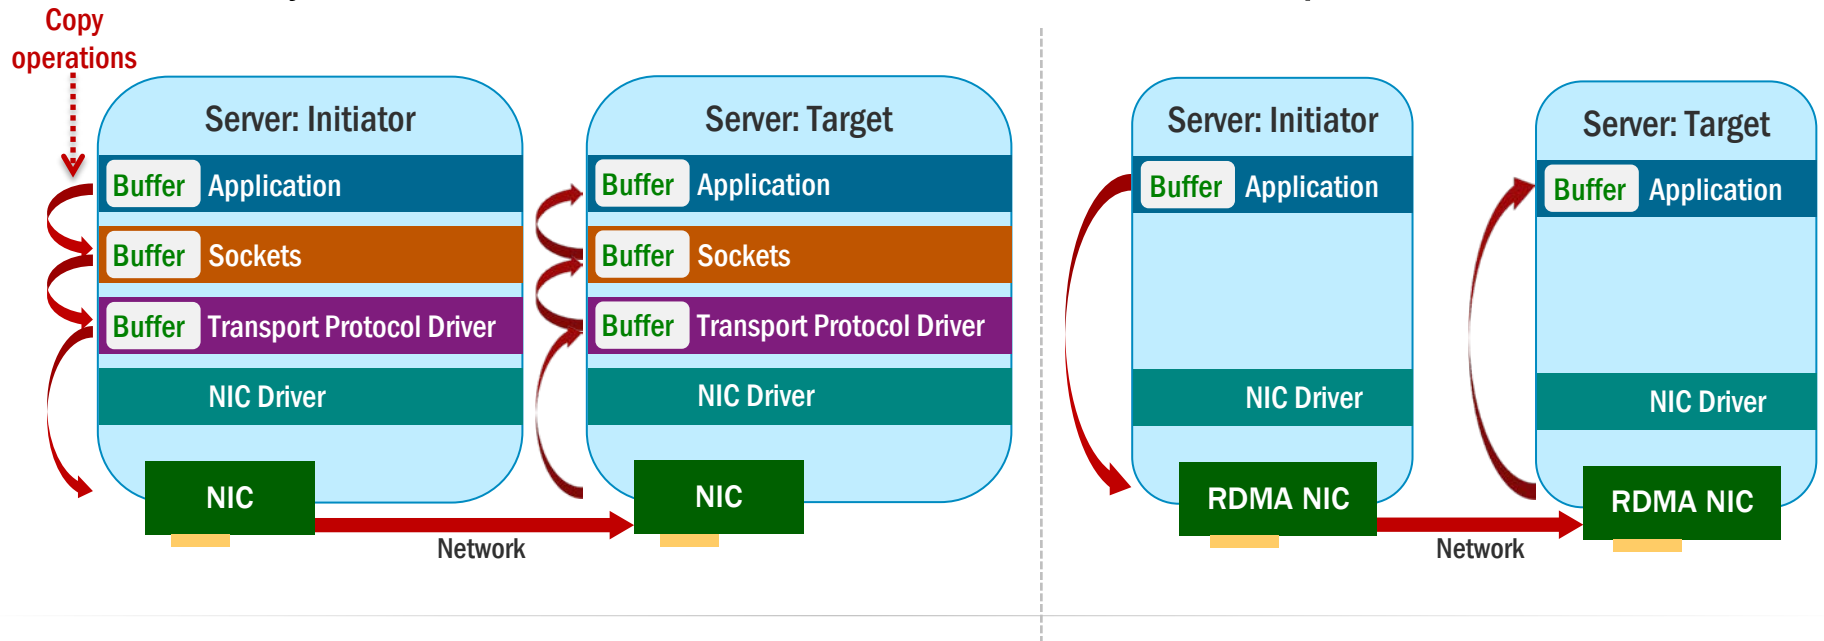 Copy
operations
Server: Initiator
Buffer Application
Buffer Sockets
Buffer Transport Protocol Driver
NIC Driver
NIC
Server: Target
Buffer Application
Buffer Sockets
Buffer Transport Protocol Driver
NIC Driver
NIC
Network
Server: Initiator
Buffer Application
NIC Driver
RDMA NIC
Server: Target
Buffer Application
NIC Driver
RDMA NIC
Network